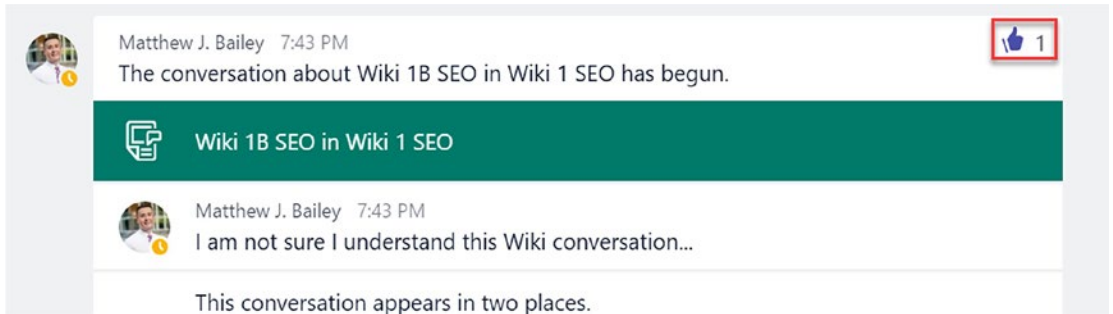 Matthew J. Bailey 7:43 PM 1
The conversation about Wiki 1B SEO in Wiki 1 SEO has begun.
Wiki 1B SEO in Wiki 1 SEO
Matthew J. Bailey 7:43 PM
I am not sure I understand this Wiki conversation...
This conversation appears in two places.